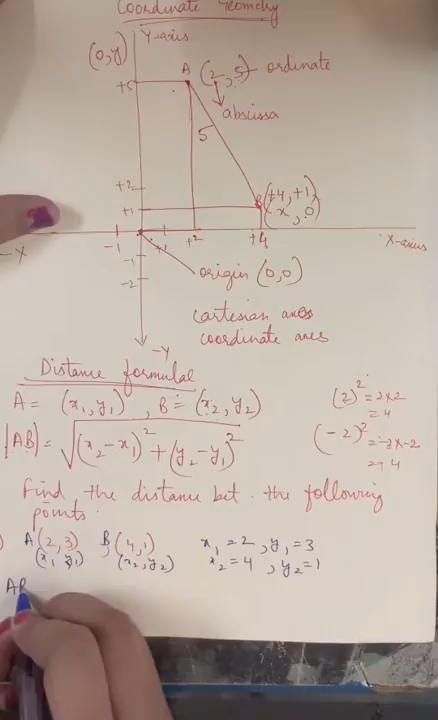 Coordinate Geometry
Y-axis
(0,y)
A (2,5) ordinate
+5
abscissa
5
+2
+1
B (+4,+1)
(x,0)
-X
-1
+1
+2
+4
X-axis
-1
-2
origin (0,0)
cartesian axes
coordinate axes
-Y
Distance formula
A = (x₁,y₁), B = (x₂,y₂)
(2)² = 2×2
= 4
|AB| = √(x₂-x₁)² + (y₂-y₁)²
(-2)² = -2×-2
= +4
Find the distance bet. the following
points.
) A(2,3) B(4,1) x₁=2, y₁=3
(x₁ y₁) (x₂,y₂) x₂=4, y₂=1
AB